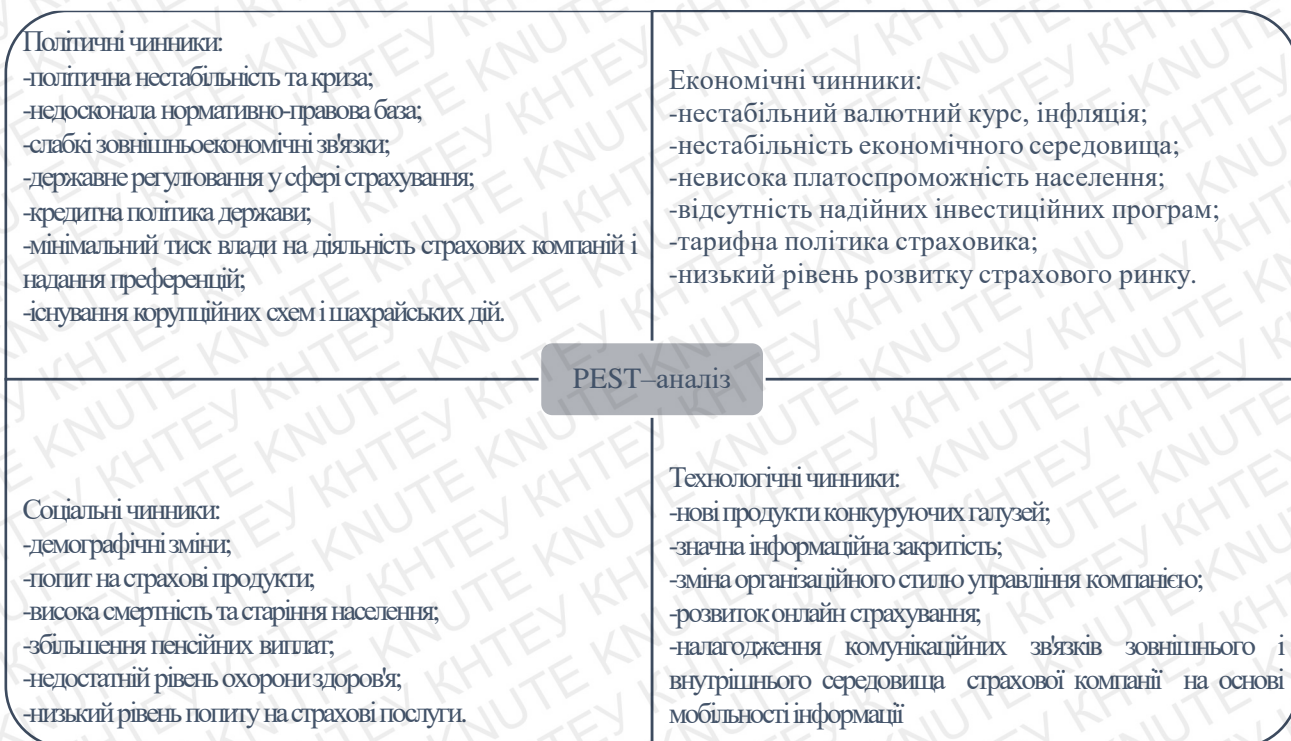 Політичні чинники:
-політична нестабільність та криза;
-недосконала нормативно-правова база;
-слабкі зовнішньоекономічні зв'язки;
-державне регулювання у сфері страхування;
-кредитна політика держави;
-мінімальний тиск влади на діяльність страхових компаній і
надання преференцій;
-існування корупційних схем і шахрайських дій.
Економічні чинники:
-нестабільний валютний курс, інфляція;
-нестабільність економічного середовища;
-невисока платоспроможність населення;
-відсутність надійних інвестиційних програм;
-тарифна політика страховика;
-низький рівень розвитку страхового ринку.
PEST–аналіз
Соціальні чинники:
-демографічні зміни;
-попит на страхові продукти;
-висока смертність та старіння населення;
-збільшення пенсійних виплат;
-недостатній рівень охорони здоров'я;
-низький рівень попиту на страхові послуги.
Технологічні чинники:
-нові продукти конкуруючих галузей;
-значна інформаційна закритість;
-зміна організаційного стилю управління компанією;
-розвиток онлайн страхування;
-налагодження комунікаційних зв'язків зовнішнього і
внутрішнього середовища страхової компанії на основі
мобільності інформації